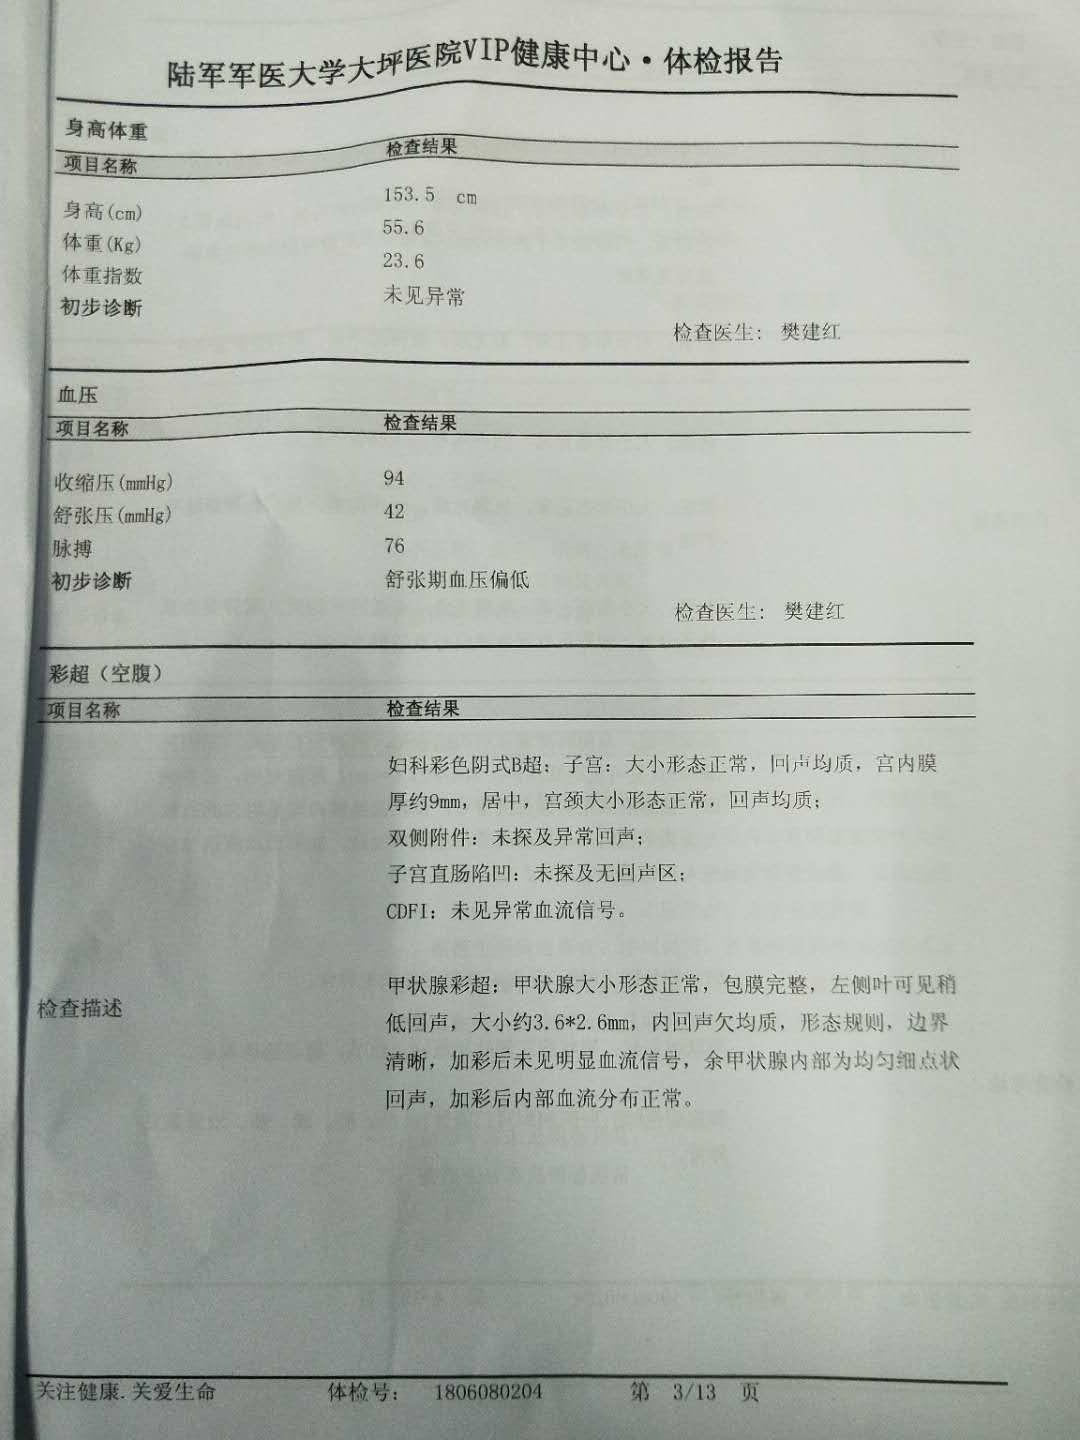 陆军军医大学大坪医院VIP健康中心·体检报告
身高体重
项目名称 检查结果
身高(cm) 153.5 cm
体重(Kg) 55.6
体重指数 23.6
初步诊断 未见异常
检查医生: 樊建红
血压
项目名称 检查结果
收缩压(mmHg) 94
舒张压(mmHg) 42
脉搏 76
初步诊断 舒张期血压偏低
检查医生: 樊建红
彩超（空腹）
项目名称 检查结果
妇科彩色阴式B超：子宫：大小形态正常，回声均质，宫内膜
厚约9mm，居中，宫颈大小形态正常，回声均质；
双侧附件：未探及异常回声；
子宫直肠陷凹：未探及无回声区；
CDFI：未见异常血流信号。
检查描述
甲状腺彩超：甲状腺大小形态正常，包膜完整，左侧叶可见稍
低回声，大小约3.6*2.6mm，内回声欠均质，形态规则，边界
清晰，加彩后未见明显血流信号，余甲状腺内部为均匀细点状
回声，加彩后内部血流分布正常。
关注健康.关爱生命 体检号： 1806080204 第 3/13 页